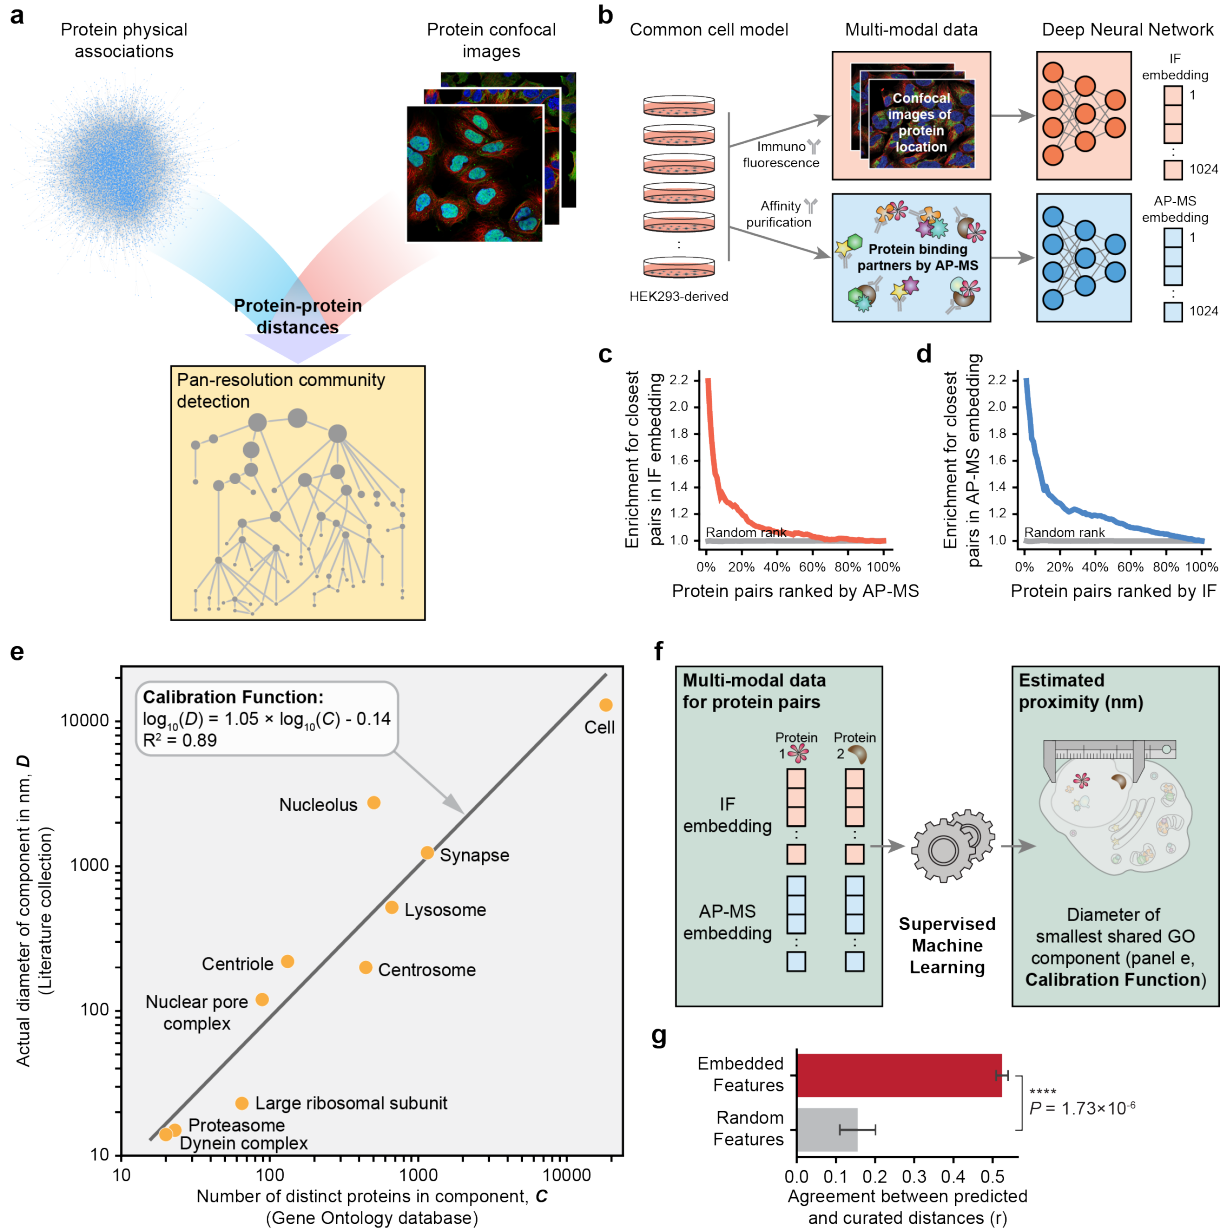 a
Protein physical
associations
Protein confocal
images
Protein-protein
distances
Pan-resolution community
detection
b
Common cell model
Multi-modal data
Deep Neural Network
HEK293-derived
Immuno
fluorescence
Affinity
purification
Confocal
images of
protein
location
Protein binding
partners by AP-MS
IF
embedding
1
1024
AP-MS
embedding
1
1024
c
Enrichment for closest
pairs in IF embedding
2.2
2.0
1.8
1.6
1.4
1.2
1.0
Random rank
0% 20% 40% 60% 80% 100%
Protein pairs ranked by AP-MS
d
Enrichment for closest
pairs in AP-MS embedding
2.2
2.0
1.8
1.6
1.4
1.2
1.0
Random rank
0% 20% 40% 60% 80% 100%
Protein pairs ranked by IF
e
Actual diameter of component in nm, D
(Literature collection)
10000
1000
100
10
Calibration Function:
log10(D) = 1.05 × log10(C) - 0.14
R² = 0.89
Cell
Nucleolus
Synapse
Lysosome
Centriole
Centrosome
Nuclear pore
complex
Large ribosomal subunit
Proteasome
Dynein complex
10 100 1000 10000
Number of distinct proteins in component, C
(Gene Ontology database)
f
Multi-modal data
for protein pairs
Protein
1
Protein
2
IF
embedding
AP-MS
embedding
Supervised
Machine
Learning
Estimated
proximity (nm)
Diameter of
smallest shared GO
component (panel e,
Calibration Function)
g
Embedded
Features
Random
Features
****
P = 1.73×10⁻⁶
0.0 0.1 0.2 0.3 0.4 0.5
Agreement between predicted
and curated distances (r)